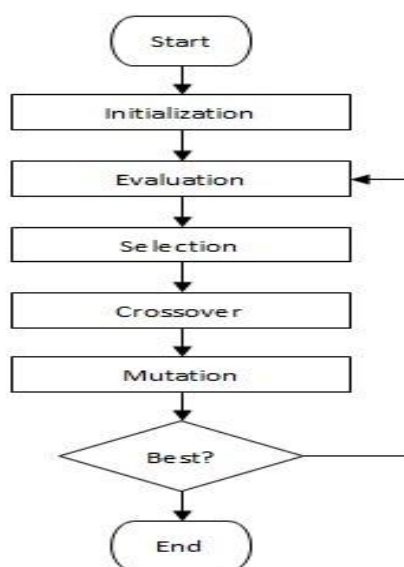 Start
Initialization
Evaluation
Selection
Crossover
Mutation
Best?
End